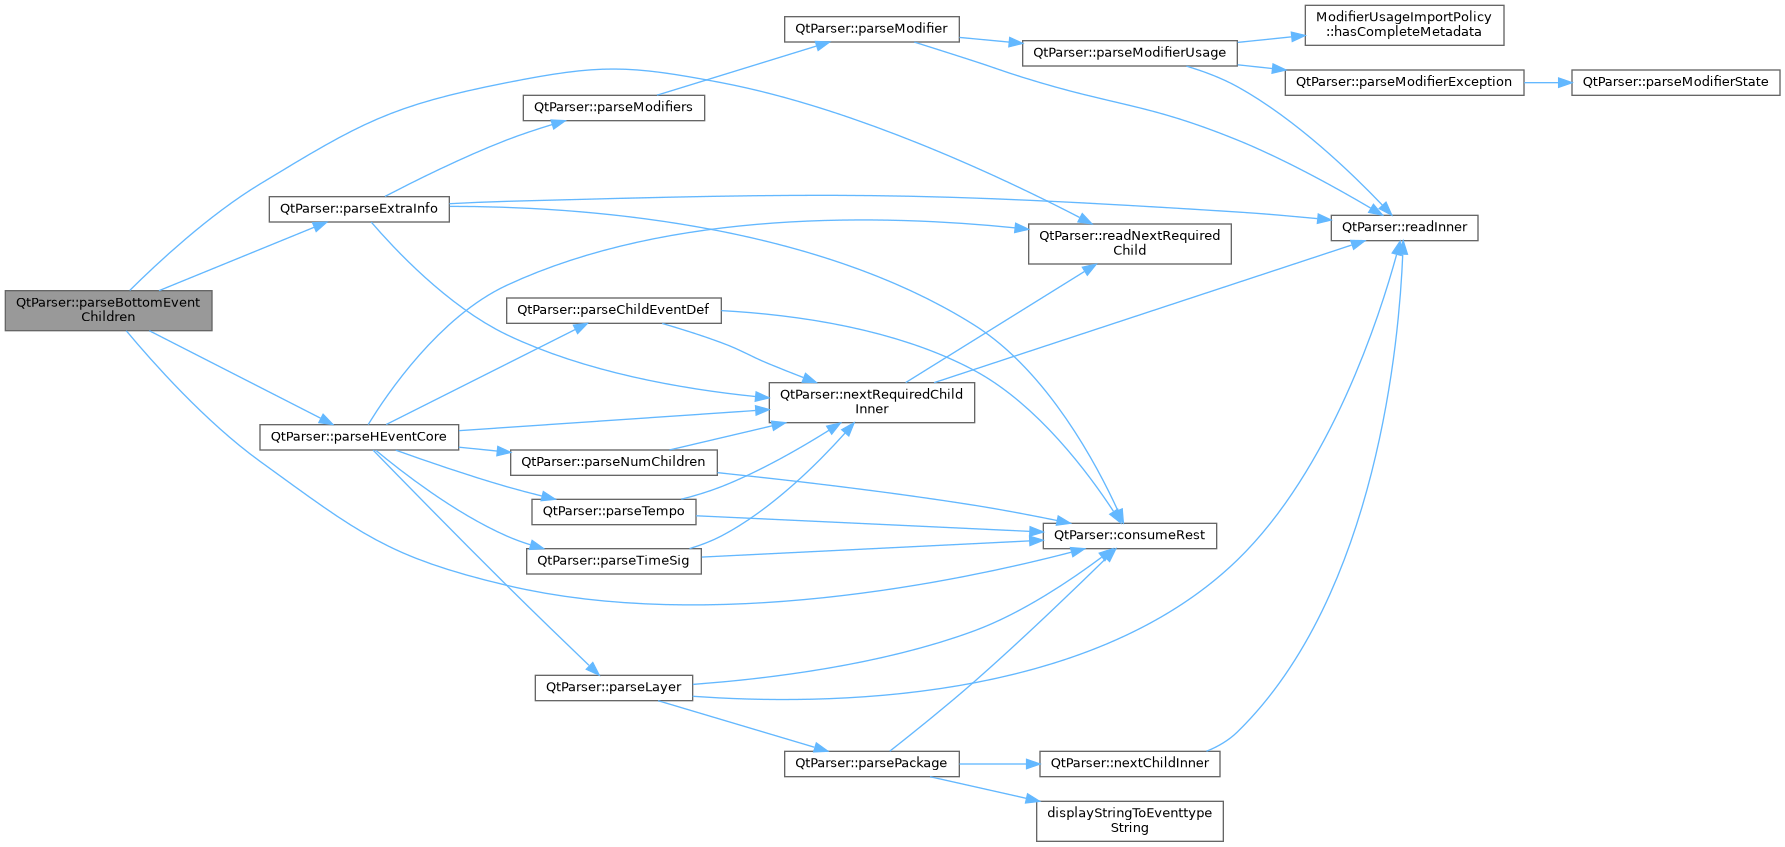 QtParser::parseModifier
ModifierUsageImportPolicy
::hasCompleteMetadata
QtParser::parseModifierUsage
QtParser::parseModifierException
QtParser::parseModifierState
QtParser::parseModifiers
QtParser::parseExtraInfo
QtParser::readInner
QtParser::readNextRequired
Child
QtParser::parseBottomEvent
Children
QtParser::parseChildEventDef
QtParser::nextRequiredChild
Inner
QtParser::parseHEventCore
QtParser::parseNumChildren
QtParser::parseTempo
QtParser::consumeRest
QtParser::parseTimeSig
QtParser::parseLayer
QtParser::parsePackage
QtParser::nextChildInner
displayStringToEventtype
String